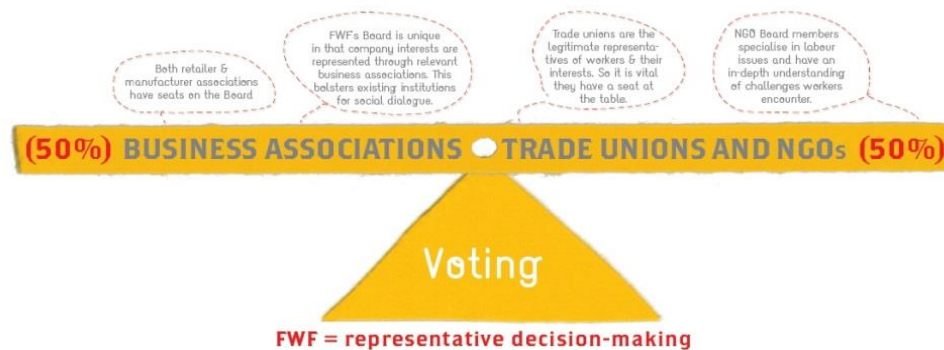 Both retailer &
manufacturer associations
have seats on the Board
FWF's Board is unique
in that company interests are
represented through relevant
business associations. This
bolsters existing institutions
for social dialogue.
Trade unions are the
legitimate representa-
tives of workers & their
interests. So it is vital
they have a seat at
the table.
NGO Board members
specialise in labour
issues and have an
in-depth understanding
of challenges workers
encounter.
(50%) BUSINESS ASSOCIATIONS TRADE UNIONS AND NGOs (50%)
Voting
FWF = representative decision-making